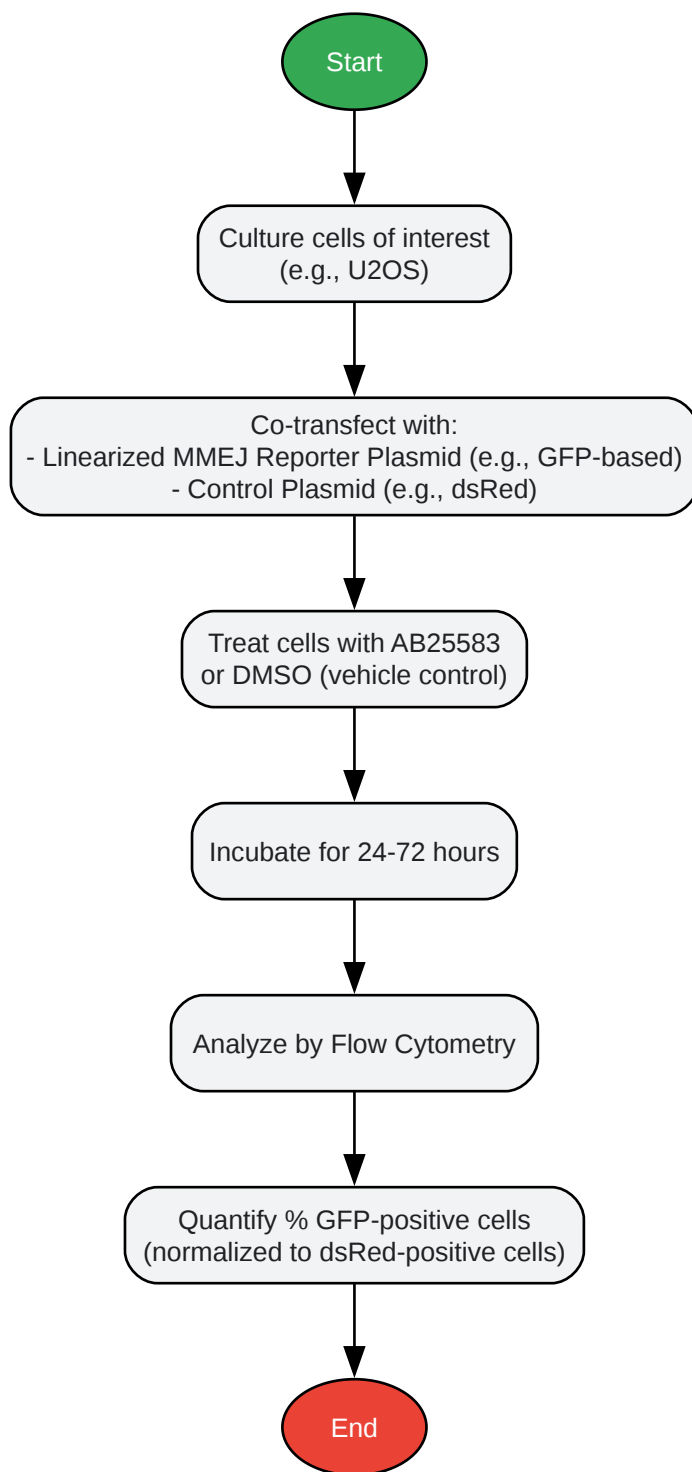 Start
Culture cells of interest
(e.g., U2OS)
Co-transfect with:
- Linearized MMEJ Reporter Plasmid (e.g., GFP-based)
- Control Plasmid (e.g., dsRed)
Treat cells with AB25583
or DMSO (vehicle control)
Incubate for 24-72 hours
Analyze by Flow Cytometry
Quantify % GFP-positive cells
(normalized to dsRed-positive cells)
End